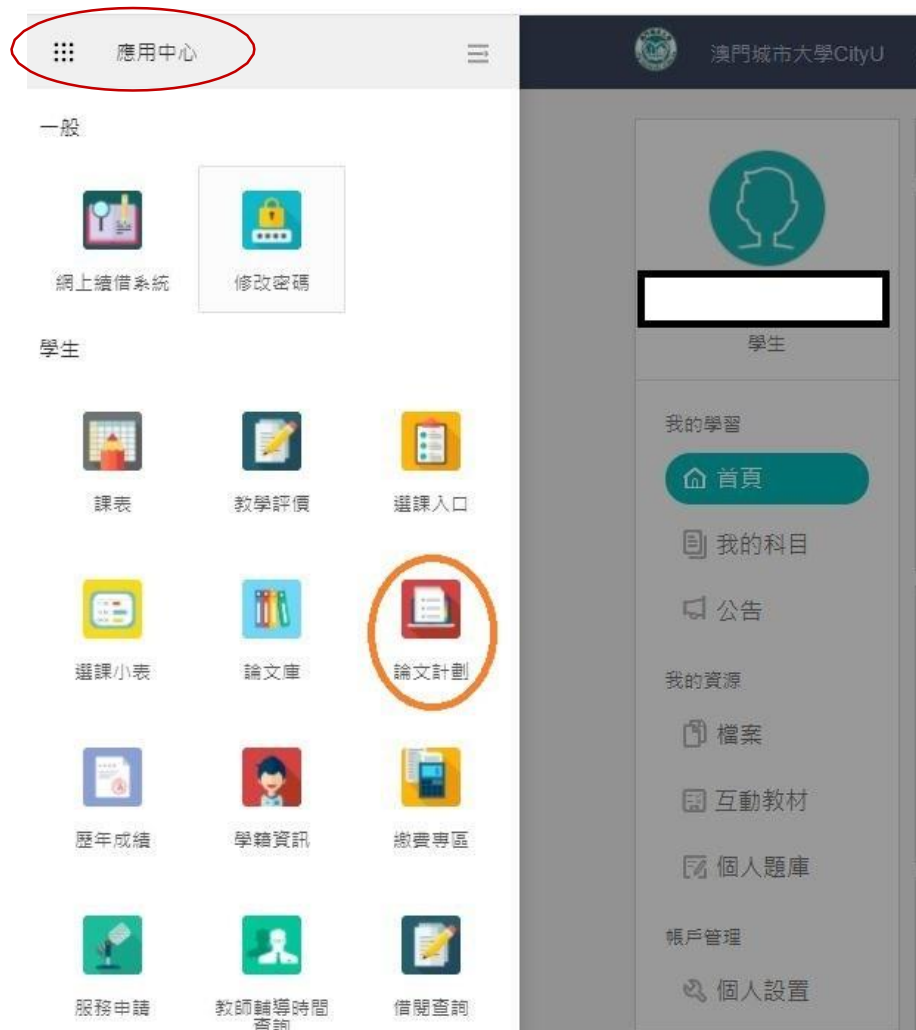 應用中心
澳門城市大學CityU
一般
網上續借系統
修改密碼
學生
課表
教學評價
選課入口
選課小表
論文庫
論文計劃
歷年成績
學籍資訊
繳費專區
服務申請
教師輔導時間
查詢
借閱查詢
學生
我的學習
首頁
我的科目
公告
我的資源
檔案
互動教材
個人題庫
帳戶管理
個人設置